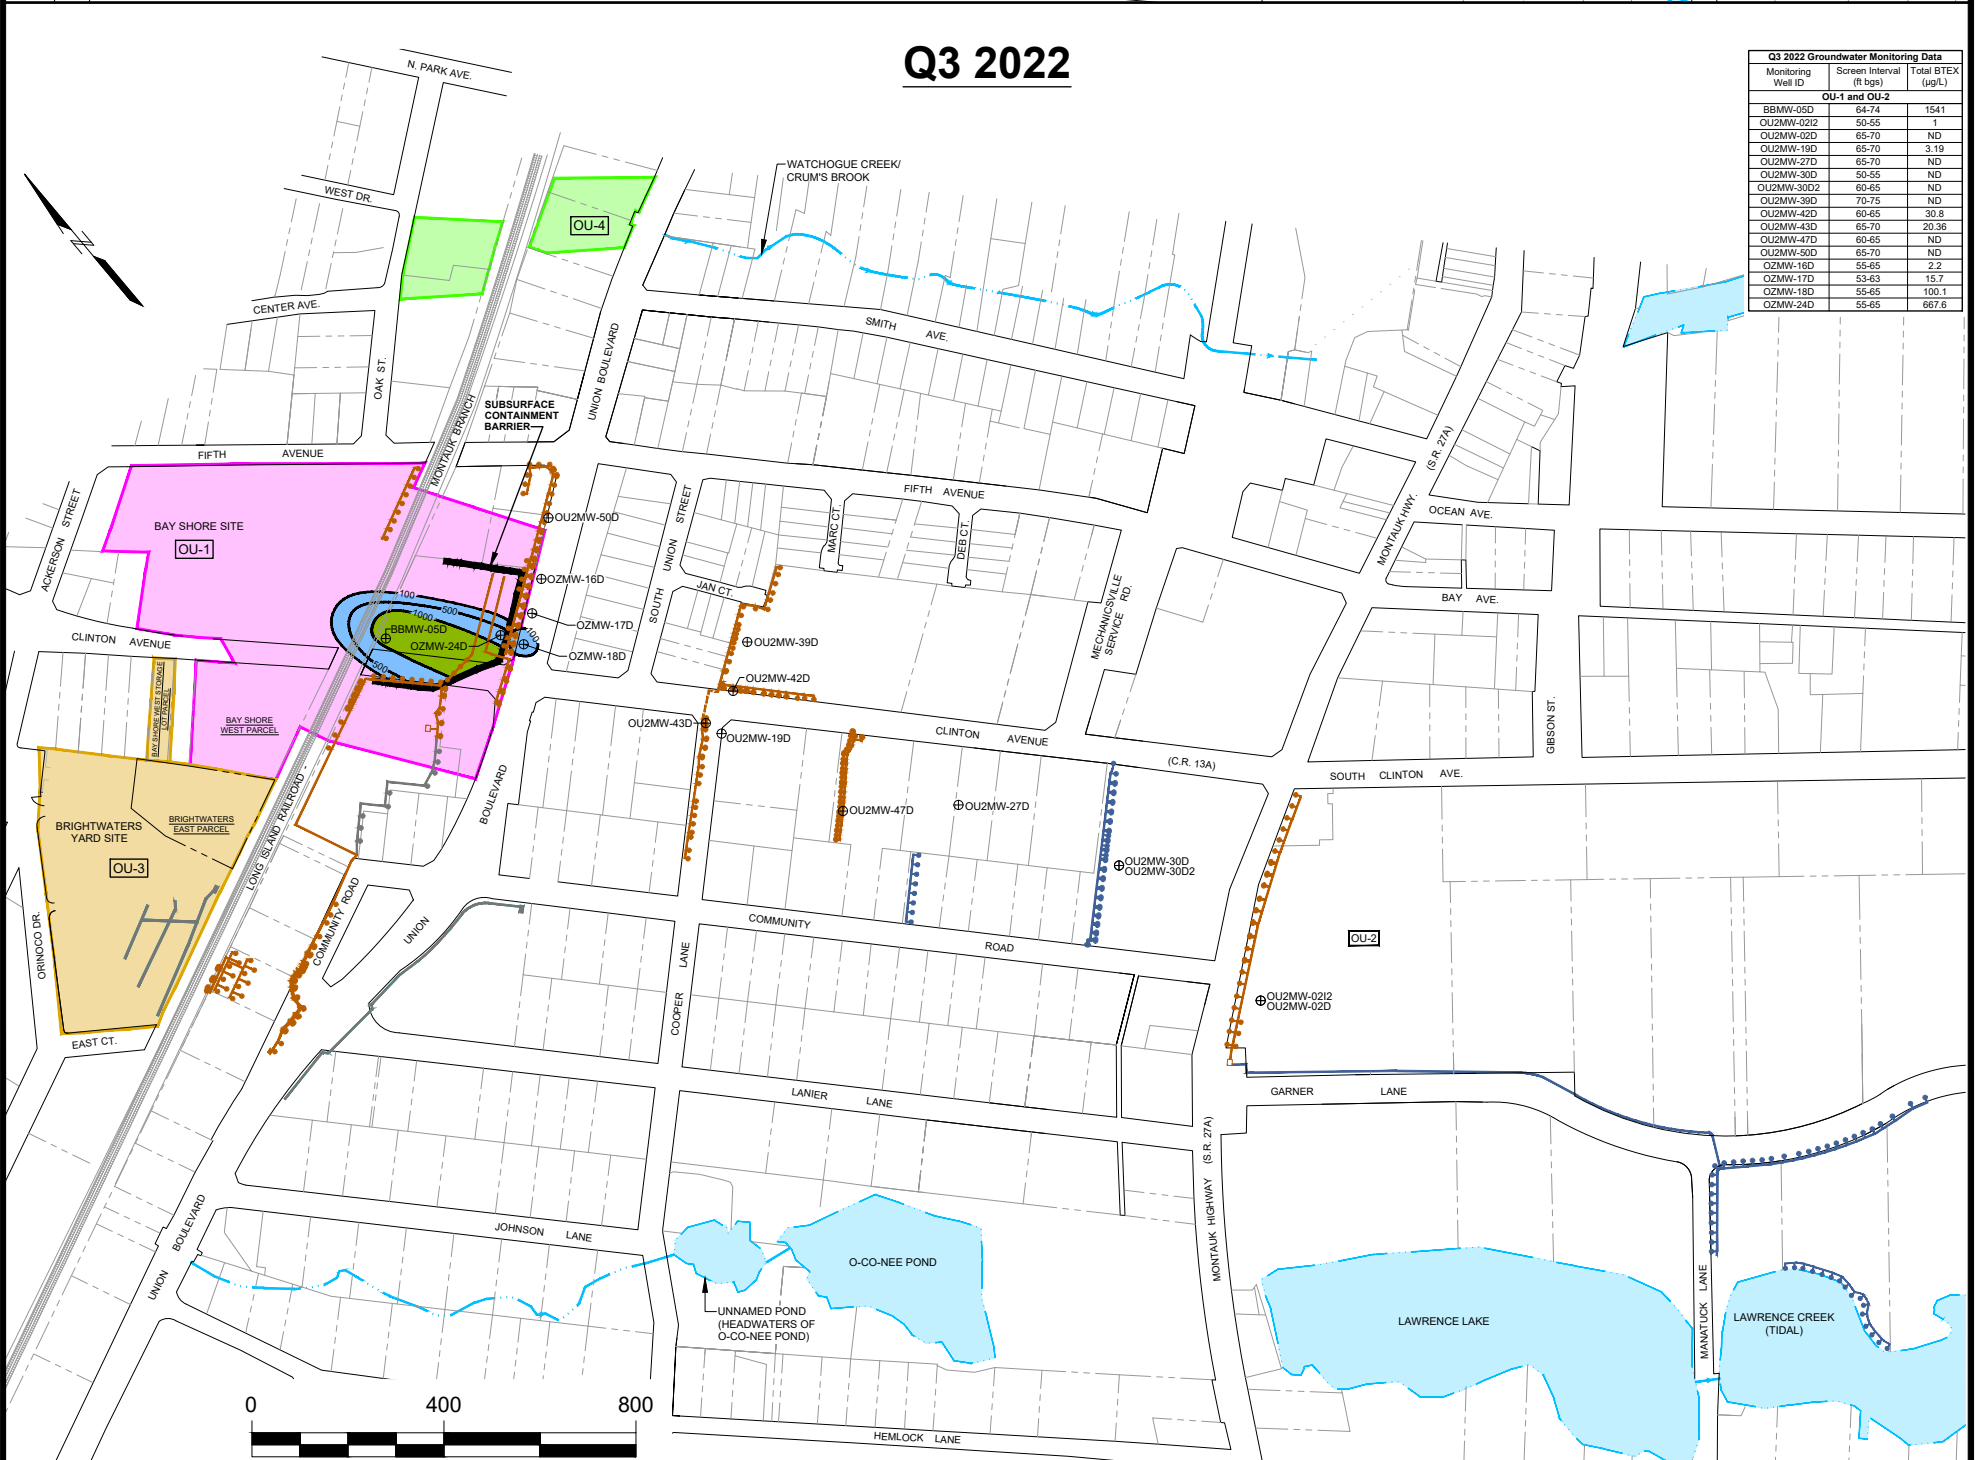 Q3 2022
Q3 2022 Groundwater Monitoring Data
Monitoring Well ID Screen Interval (ft bgs) Total BTEX (µg/L)
OU-1 and OU-2
BBMW-05D 64-74 1541
OU2MW-02I2 50-55 1
OU2MW-02D 65-70 ND
OU2MW-19D 65-70 3.19
OU2MW-27D 65-70 ND
OU2MW-30D 50-55 ND
OU2MW-30D2 60-65 ND
OU2MW-39D 70-75 ND
OU2MW-42D 60-65 30.8
OU2MW-43D 65-70 20.36
OU2MW-47D 60-65 ND
OU2MW-50D 65-70 ND
OZMW-16D 55-65 2.2
OZMW-17D 53-63 15.7
OZMW-18D 55-65 100.1
OZMW-24D 55-65 667.6
N. PARK AVE.
WATCHOGUE CREEK/
CRUM'S BROOK
WEST DR.
OU-4
N
CENTER AVE.
SMITH AVE.
OAK ST.
UNION BOULEVARD
MONTAUK BRANCH
SUBSURFACE
CONTAINMENT
BARRIER
(S.R. 27A)
FIFTH AVENUE
FIFTH AVENUE
ACKERSON STREET
BAY SHORE SITE
OU-1
OU2MW-50D
SOUTH UNION STREET
MARC CT.
DEB CT.
OCEAN AVE.
MONTAUK HWY.
OZMW-16D
JAN CT.
MECHANICSVILLE
SERVICE RD.
BAY AVE.
100
500
1000
BBMW-05D
OZMW-24D
100
500
OZMW-17D
OZMW-18D
OU2MW-39D
CLINTON AVENUE
OU2MW-42D
BAY SHORE WEST STORAGE
LOT PARCEL
BAY SHORE
WEST PARCEL
OU2MW-43D
OU2MW-19D
CLINTON AVENUE
(C.R. 13A)
GIBSON ST.
SOUTH CLINTON AVE.
LONG ISLAND RAILROAD -
BOULEVARD
BRIGHTWATERS
YARD SITE
BRIGHTWATERS
EAST PARCEL
OU-3
OU2MW-47D
OU2MW-27D
OU2MW-30D
OU2MW-30D2
COMMUNITY ROAD
UNION
COMMUNITY ROAD
OU-2
ORINOCO DR.
COOPER LANE
OU2MW-02I2
OU2MW-02D
EAST CT.
LANIER LANE
GARNER LANE
MONTAUK HIGHWAY (S.R. 27A)
JOHNSON LANE
UNION BOULEVARD
O-CO-NEE POND
UNNAMED POND
(HEADWATERS OF
O-CO-NEE POND)
LAWRENCE LAKE
MANATUCK LANE
LAWRENCE CREEK
(TIDAL)
0 400 800
HEMLOCK LANE